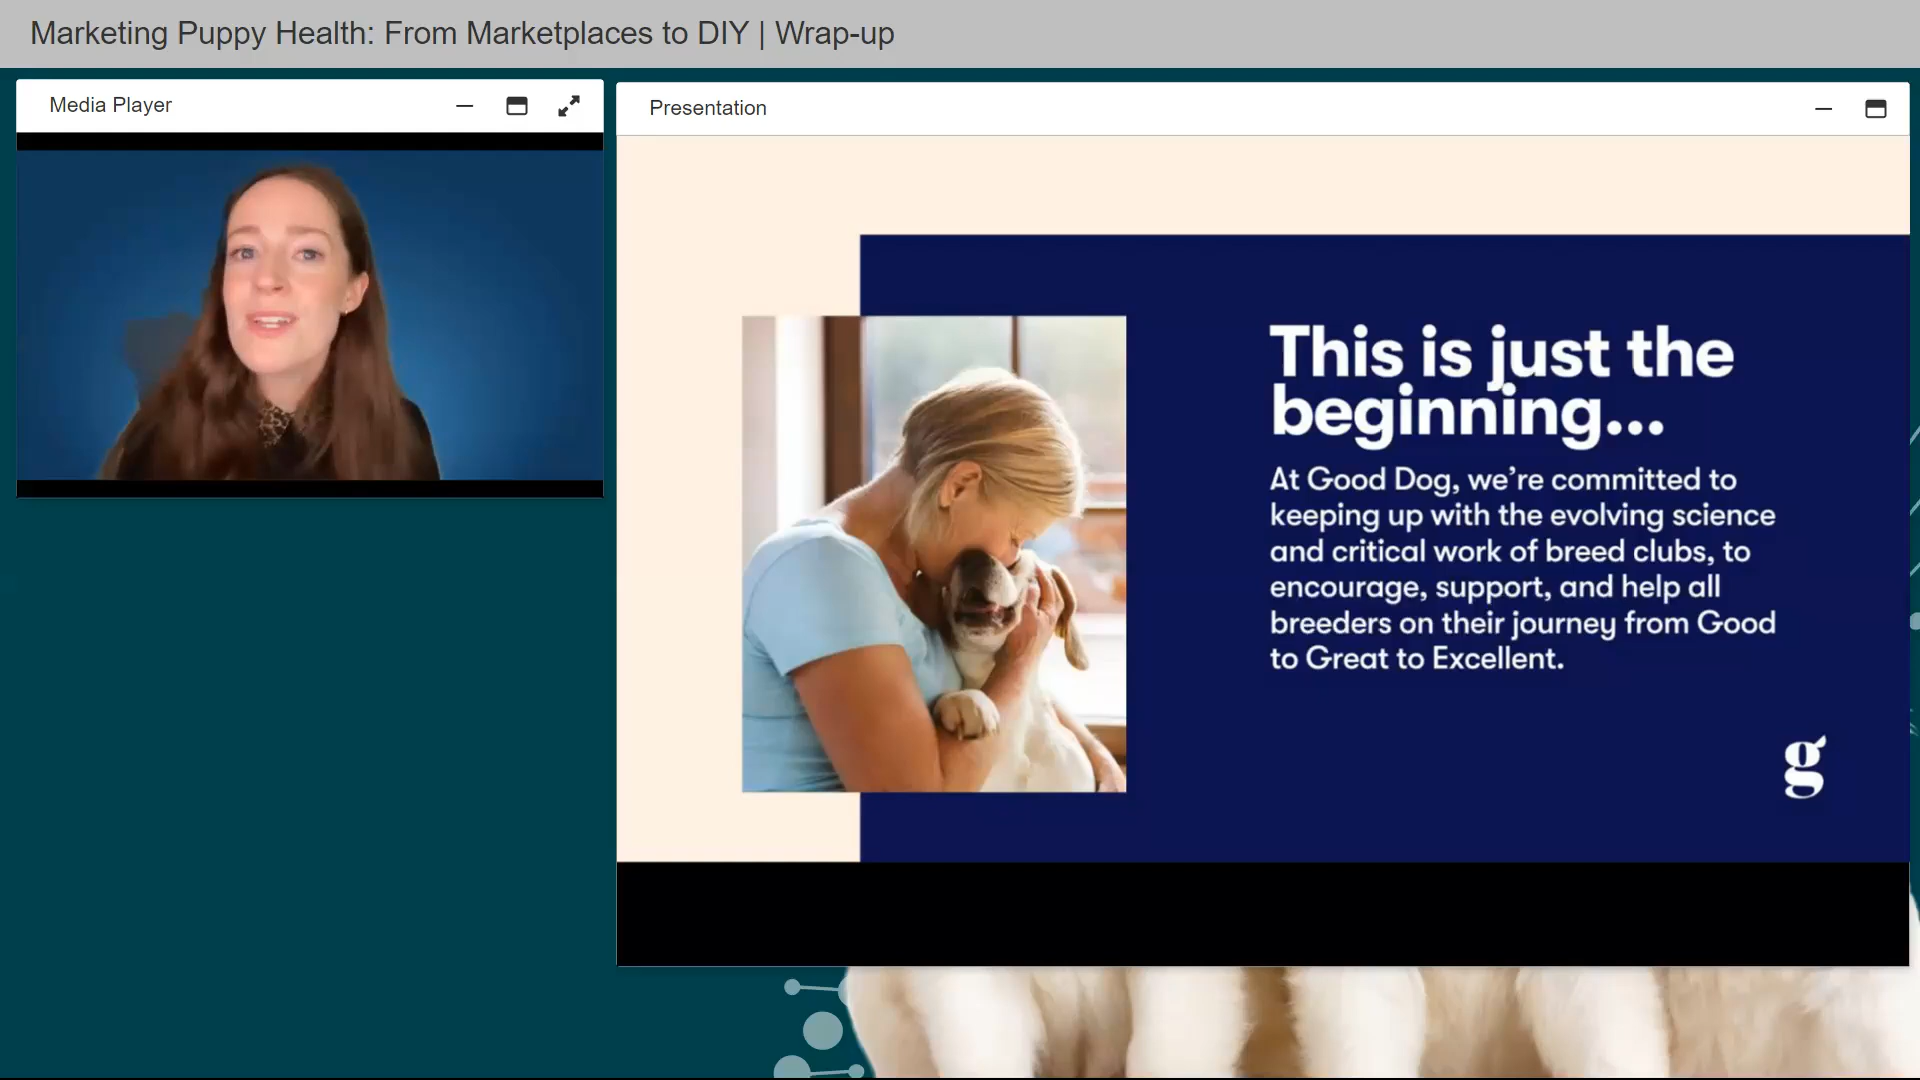 Marketing Puppy Health: From Marketplaces to DIY | Wrap-up
Media Player
Presentation
This is just the
beginning...
At Good Dog, we're committed to
keeping up with the evolving science
and critical work of breed clubs, to
encourage, support, and help all
breeders on their journey from Good
to Great to Excellent.
g